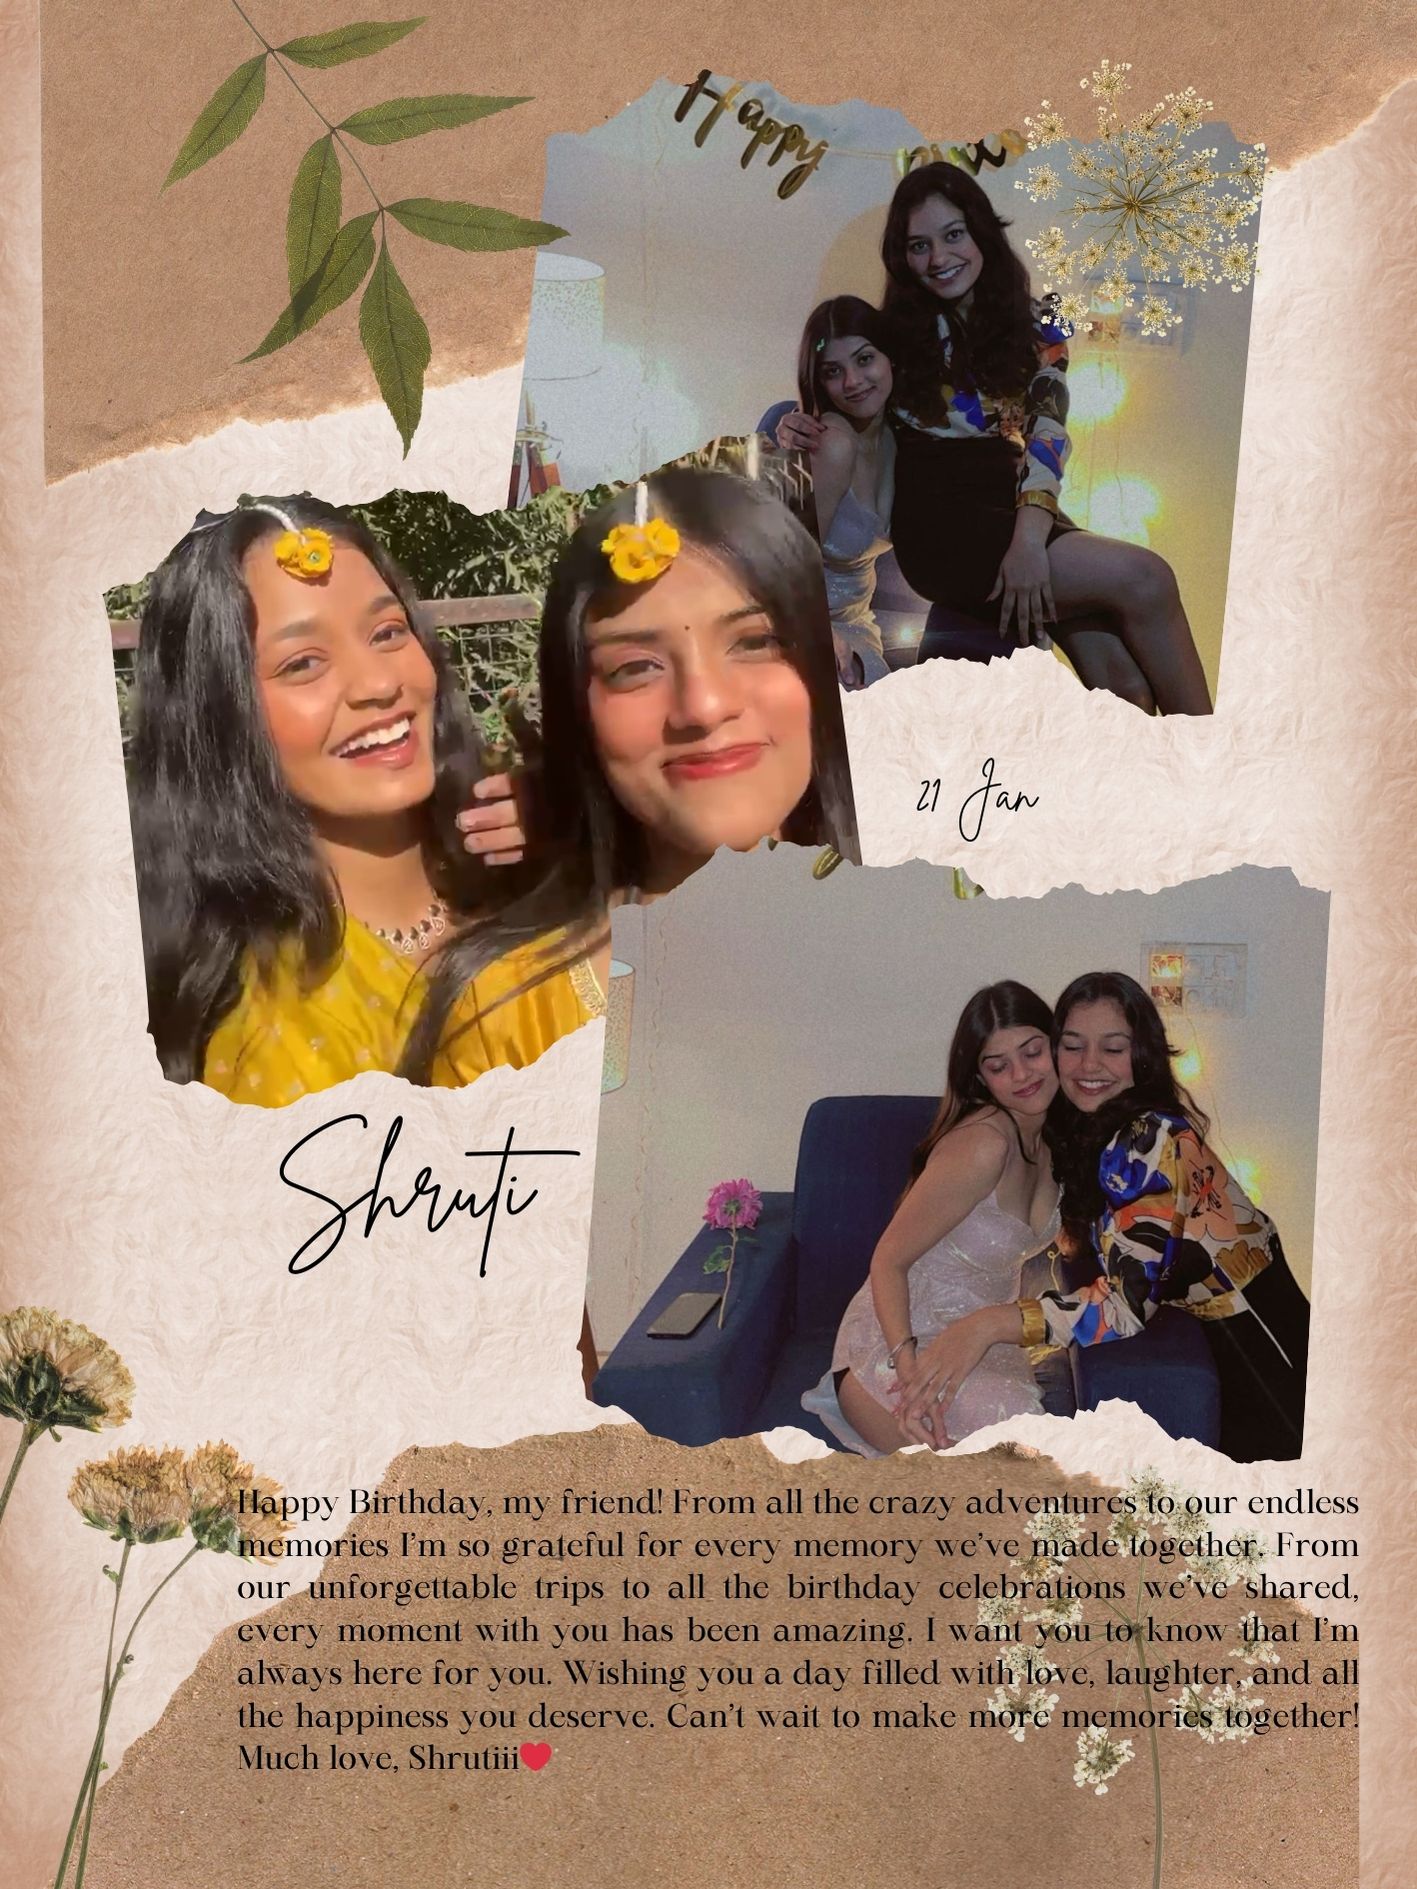 Happy
21 Jan
Shruti
Happy Birthday, my friend! From all the crazy adventures to our endless
memories I'm so grateful for every memory we've made together. From
our unforgettable trips to all the birthday celebrations we've shared,
every moment with you has been amazing. I want you to know that I'm
always here for you. Wishing you a day filled with love, laughter, and all
the happiness you deserve. Can't wait to make more memories together!
Much love, Shrutiii❤️